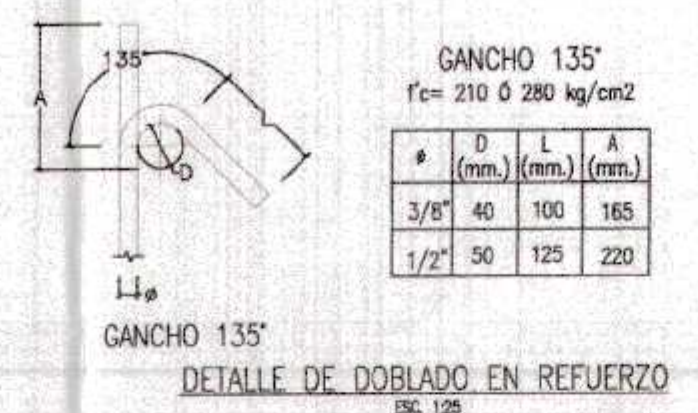 135°
A
D
L
ø
GANCHO 135°
GANCHO 135°
f'c= 210 Ó 280 kg/cm2
ø D (mm.) L (mm.) A (mm.)
3/8" 40 100 165
1/2" 50 125 220
DETALLE DE DOBLADO EN REFUERZO
ESC. 1:25